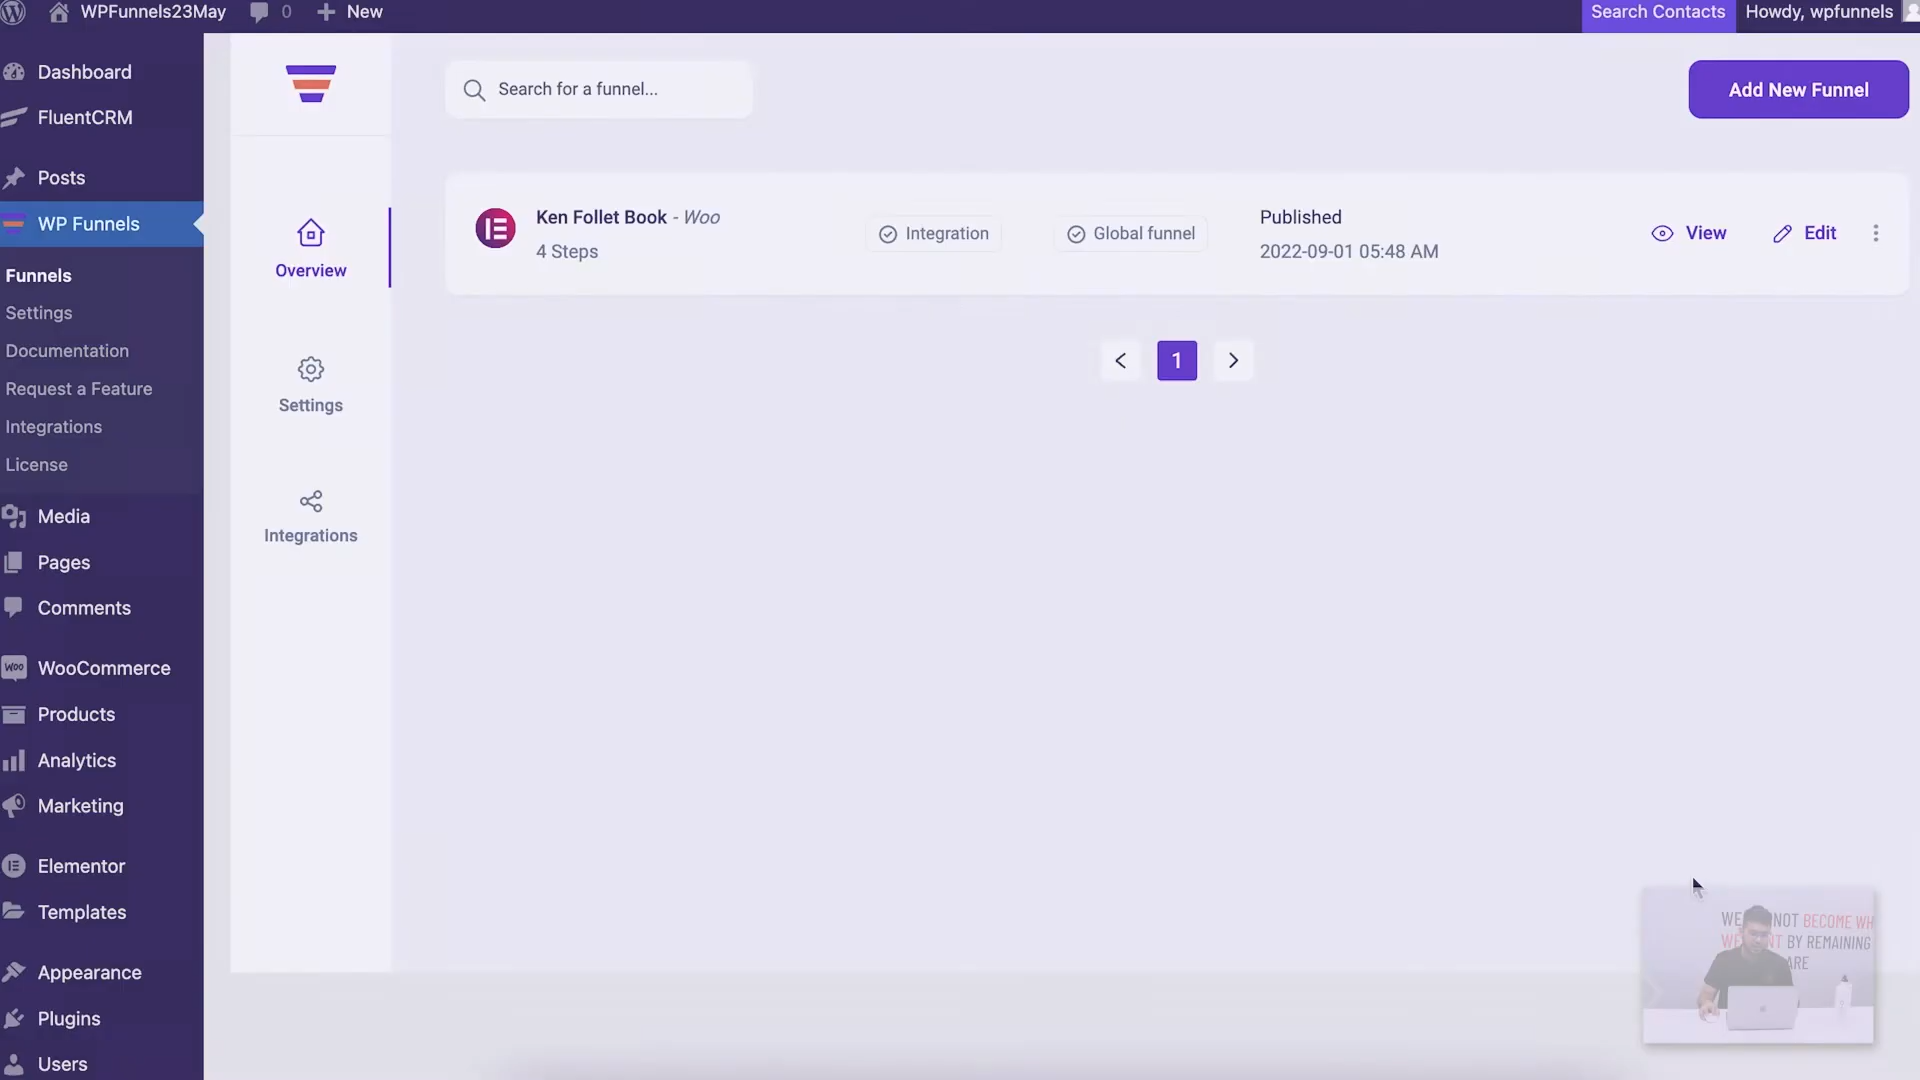 WPFunnels23May
0
New
Search Contacts
Howdy, wpfunnels
Dashboard
FluentCRM
Posts
WP Funnels
Funnels
Settings
Documentation
Request a Feature
Integrations
License
Media
Pages
Comments
WooCommerce
Products
Analytics
Marketing
Elementor
Templates
Appearance
Plugins
Users
Overview
Settings
Integrations
Search for a funnel...
Add New Funnel
Ken Follet Book - Woo
4 Steps
Integration
Global funnel
Published
2022-09-01 05:48 AM
View
Edit
1
WE NOT BECOME
BY REMAINING